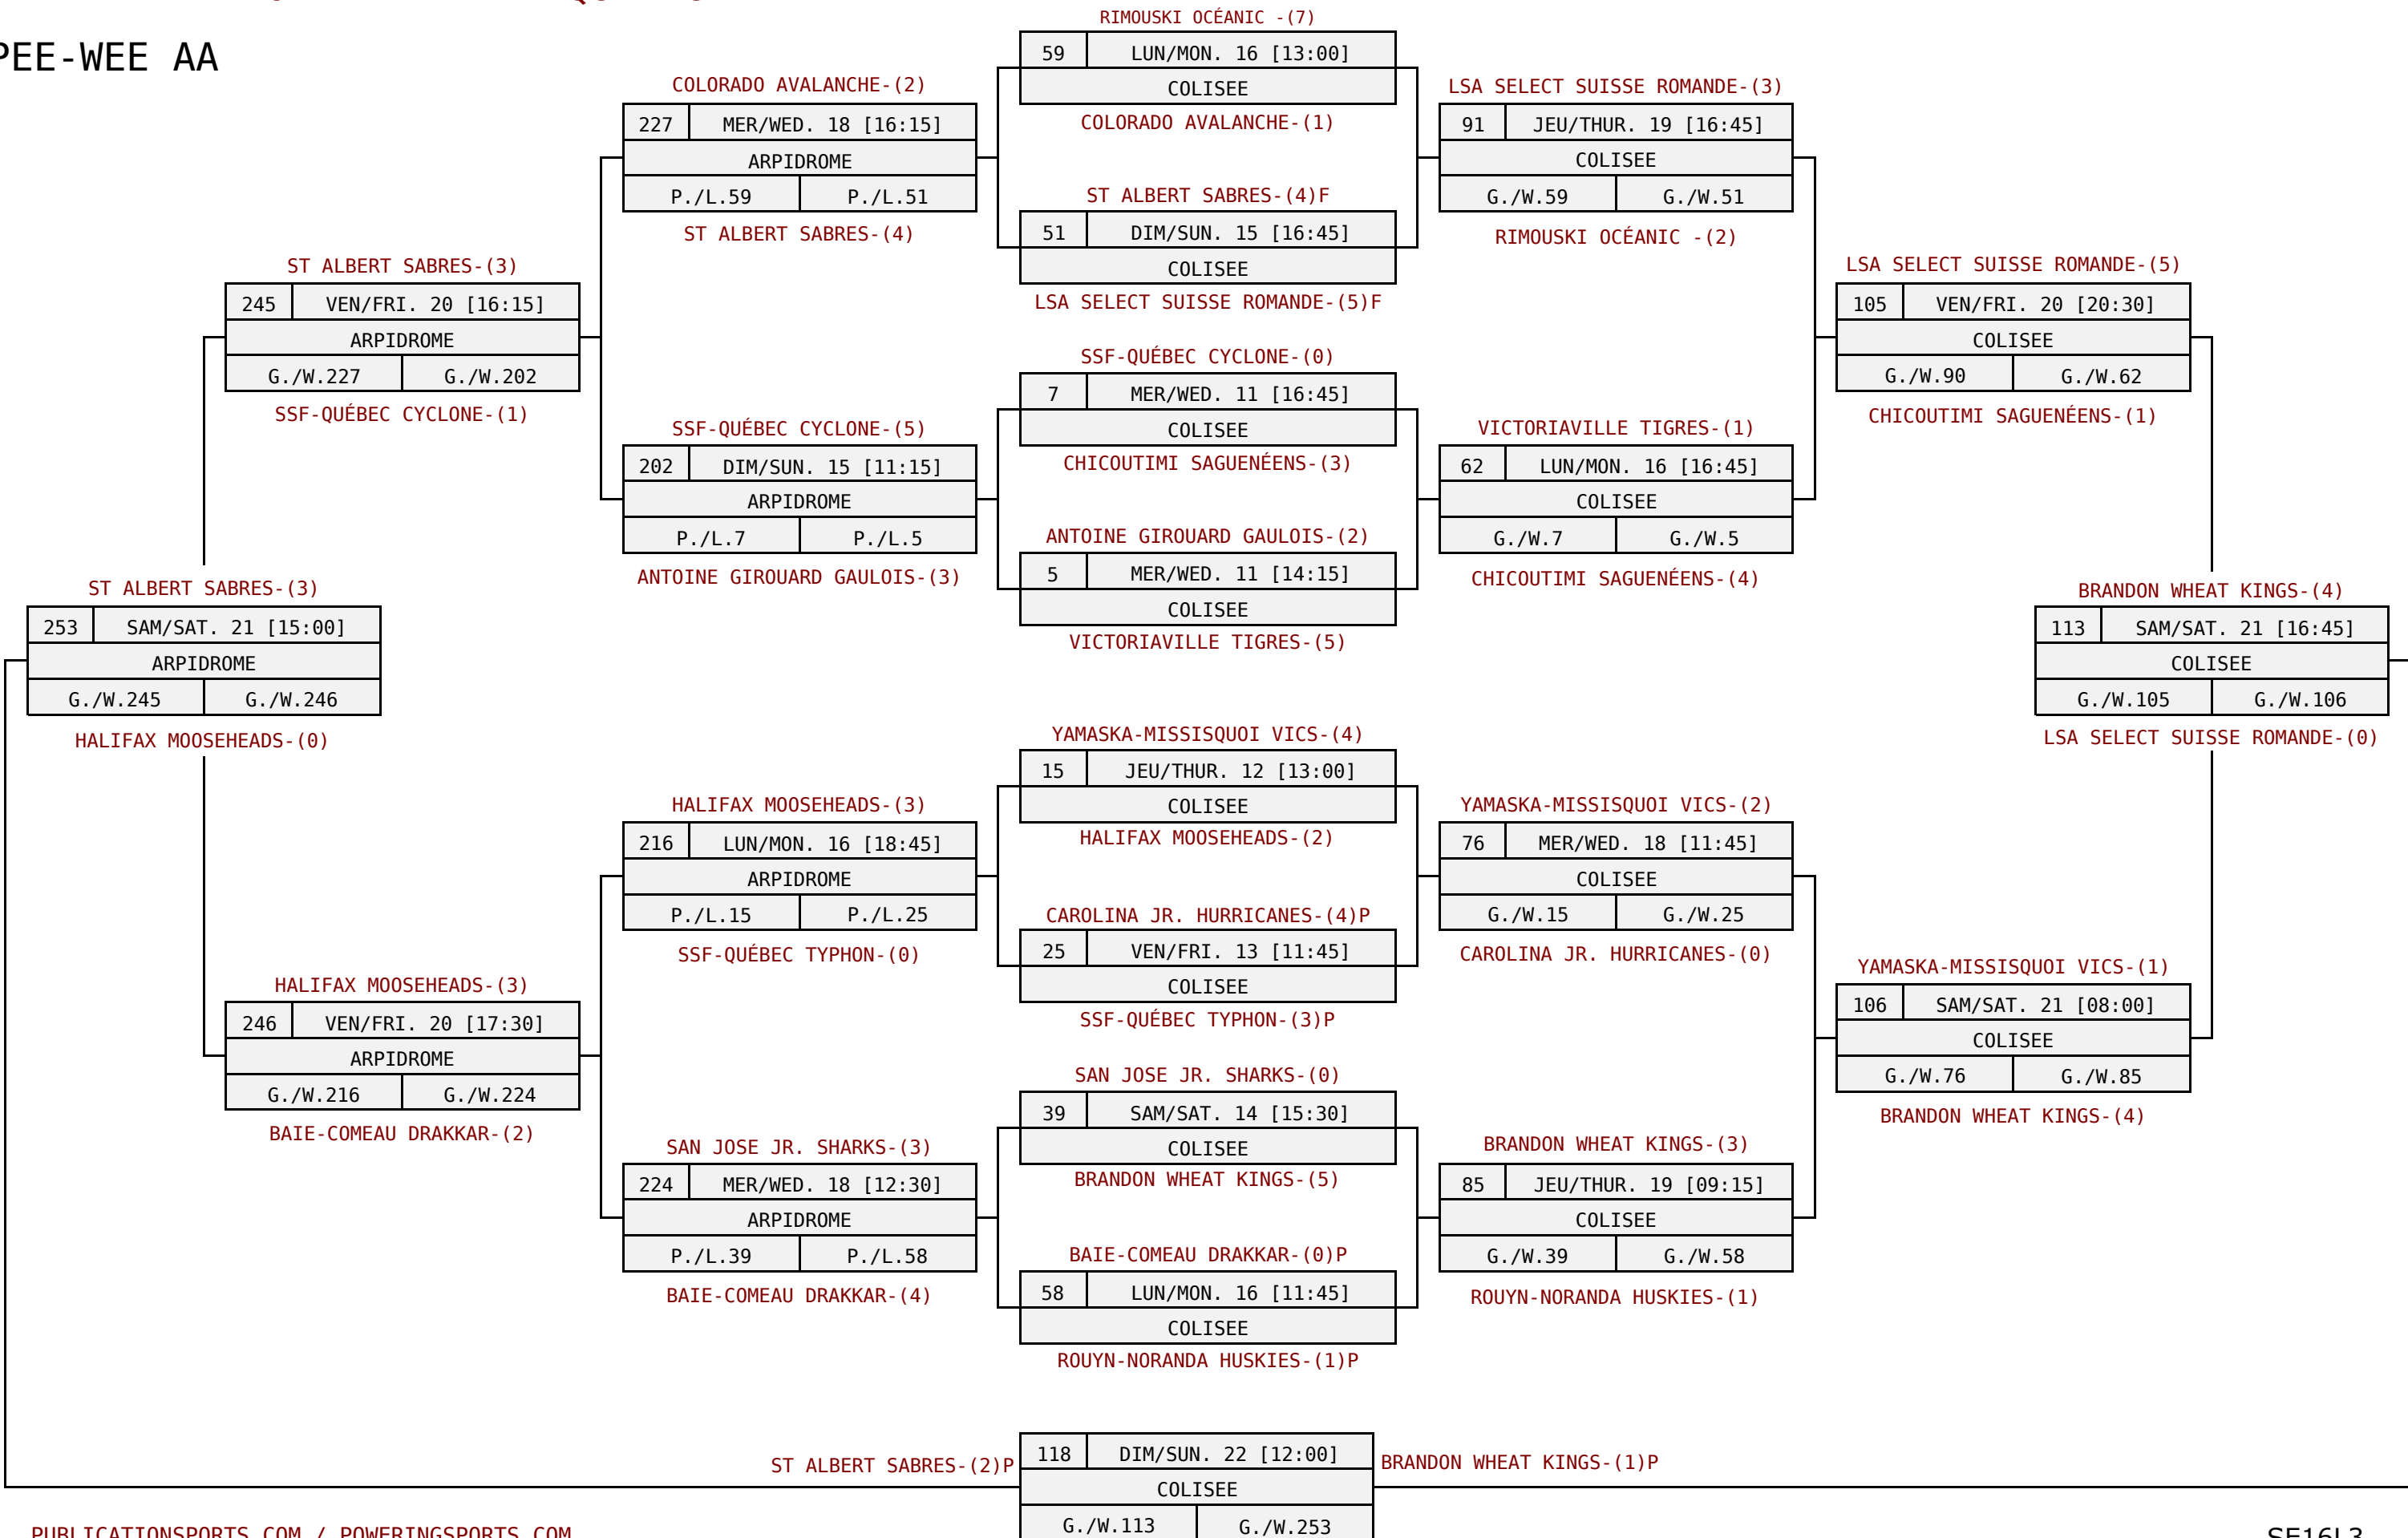 PEE-WEE AA
RIMOUSKI OCÉANIC -(7)
59 LUN/MON. 16 [13:00]
COLISEE
COLORADO AVALANCHE-(1)
ST ALBERT SABRES-(4)F
51 DIM/SUN. 15 [16:45]
COLISEE
LSA SELECT SUISSE ROMANDE-(5)F
SSF-QUÉBEC CYCLONE-(0)
7 MER/WED. 11 [16:45]
COLISEE
CHICOUTIMI SAGUENÉENS-(3)
ANTOINE GIROUARD GAULOIS-(2)
5 MER/WED. 11 [14:15]
COLISEE
VICTORIAVILLE TIGRES-(5)
YAMASKA-MISSISQUOI VICS-(4)
15 JEU/THUR. 12 [13:00]
COLISEE
HALIFAX MOOSEHEADS-(2)
CAROLINA JR. HURRICANES-(4)P
25 VEN/FRI. 13 [11:45]
COLISEE
SSF-QUÉBEC TYPHON-(3)P
SAN JOSE JR. SHARKS-(0)
39 SAM/SAT. 14 [15:30]
COLISEE
BRANDON WHEAT KINGS-(5)
BAIE-COMEAU DRAKKAR-(0)P
58 LUN/MON. 16 [11:45]
COLISEE
ROUYN-NORANDA HUSKIES-(1)P
COLORADO AVALANCHE-(2)
227 MER/WED. 18 [16:15]
ARPIDROME
P./L.59 P./L.51
ST ALBERT SABRES-(4)
SSF-QUÉBEC CYCLONE-(5)
202 DIM/SUN. 15 [11:15]
ARPIDROME
P./L.7 P./L.5
ANTOINE GIROUARD GAULOIS-(3)
HALIFAX MOOSEHEADS-(3)
216 LUN/MON. 16 [18:45]
ARPIDROME
P./L.15 P./L.25
SSF-QUÉBEC TYPHON-(0)
SAN JOSE JR. SHARKS-(3)
224 MER/WED. 18 [12:30]
ARPIDROME
P./L.39 P./L.58
BAIE-COMEAU DRAKKAR-(4)
ST ALBERT SABRES-(3)
245 VEN/FRI. 20 [16:15]
ARPIDROME
G./W.227 G./W.202
SSF-QUÉBEC CYCLONE-(1)
HALIFAX MOOSEHEADS-(3)
246 VEN/FRI. 20 [17:30]
ARPIDROME
G./W.216 G./W.224
BAIE-COMEAU DRAKKAR-(2)
ST ALBERT SABRES-(3)
253 SAM/SAT. 21 [15:00]
ARPIDROME
G./W.245 G./W.246
HALIFAX MOOSEHEADS-(0)
LSA SELECT SUISSE ROMANDE-(3)
91 JEU/THUR. 19 [16:45]
COLISEE
G./W.59 G./W.51
RIMOUSKI OCÉANIC -(2)
VICTORIAVILLE TIGRES-(1)
62 LUN/MON. 16 [16:45]
COLISEE
G./W.7 G./W.5
CHICOUTIMI SAGUENÉENS-(4)
YAMASKA-MISSISQUOI VICS-(2)
76 MER/WED. 18 [11:45]
COLISEE
G./W.15 G./W.25
CAROLINA JR. HURRICANES-(0)
BRANDON WHEAT KINGS-(3)
85 JEU/THUR. 19 [09:15]
COLISEE
G./W.39 G./W.58
ROUYN-NORANDA HUSKIES-(1)
LSA SELECT SUISSE ROMANDE-(5)
105 VEN/FRI. 20 [20:30]
COLISEE
G./W.90 G./W.62
CHICOUTIMI SAGUENÉENS-(1)
YAMASKA-MISSISQUOI VICS-(1)
106 SAM/SAT. 21 [08:00]
COLISEE
G./W.76 G./W.85
BRANDON WHEAT KINGS-(4)
BRANDON WHEAT KINGS-(4)
113 SAM/SAT. 21 [16:45]
COLISEE
G./W.105 G./W.106
LSA SELECT SUISSE ROMANDE-(0)
ST ALBERT SABRES-(2)P
118 DIM/SUN. 22 [12:00]
BRANDON WHEAT KINGS-(1)P
COLISEE
G./W.113 G./W.253
PUBLICATIONSPORTS.COM / POWERINGSPORTS.COM
SE16L3